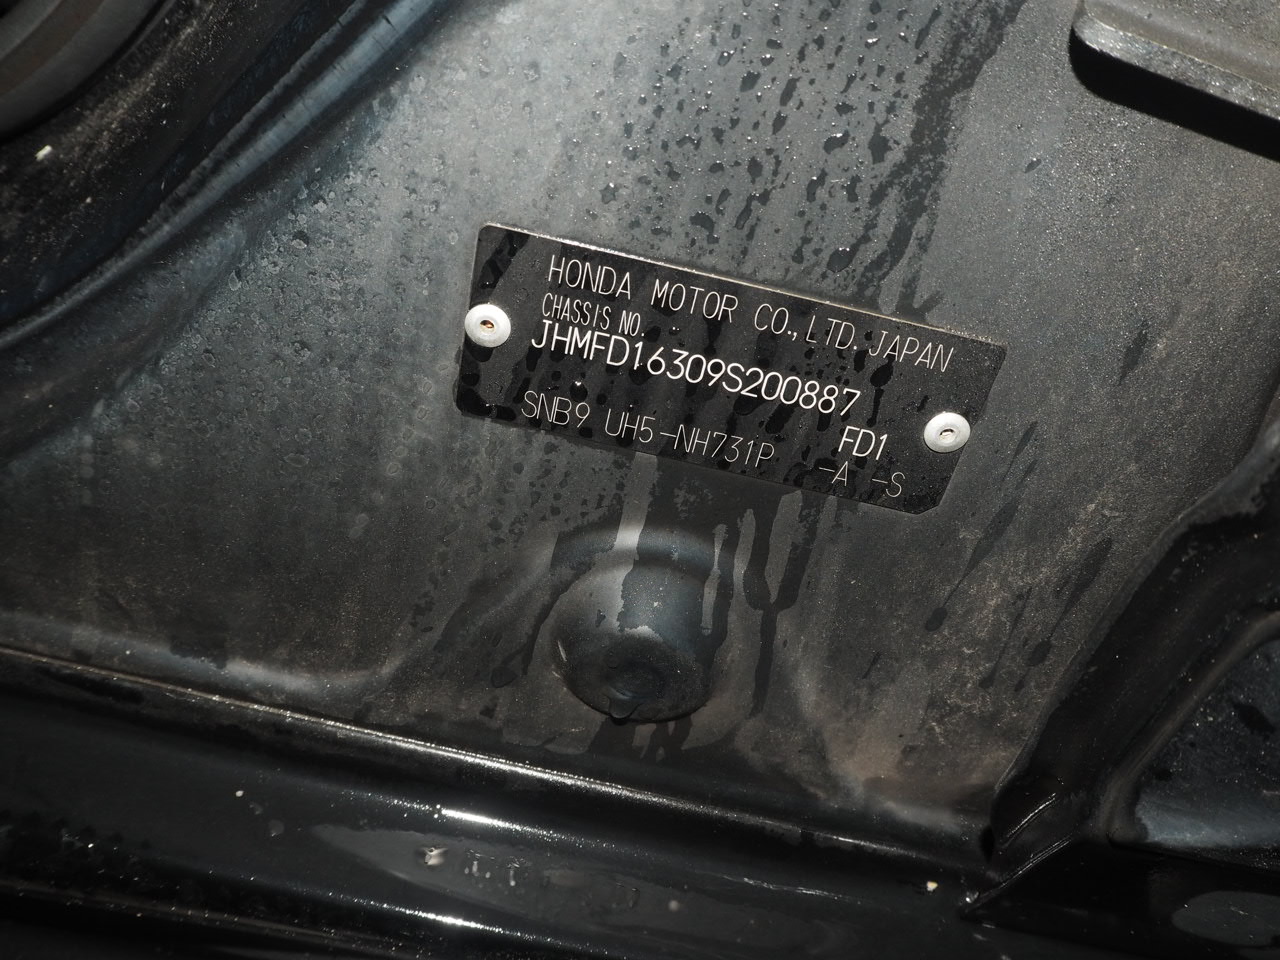 HONDA MOTOR CO., LTD. JAPAN
CHASSIS NO.
JHMFD16309S200887
FD1
SNB9 UH5-NH731P -A -S